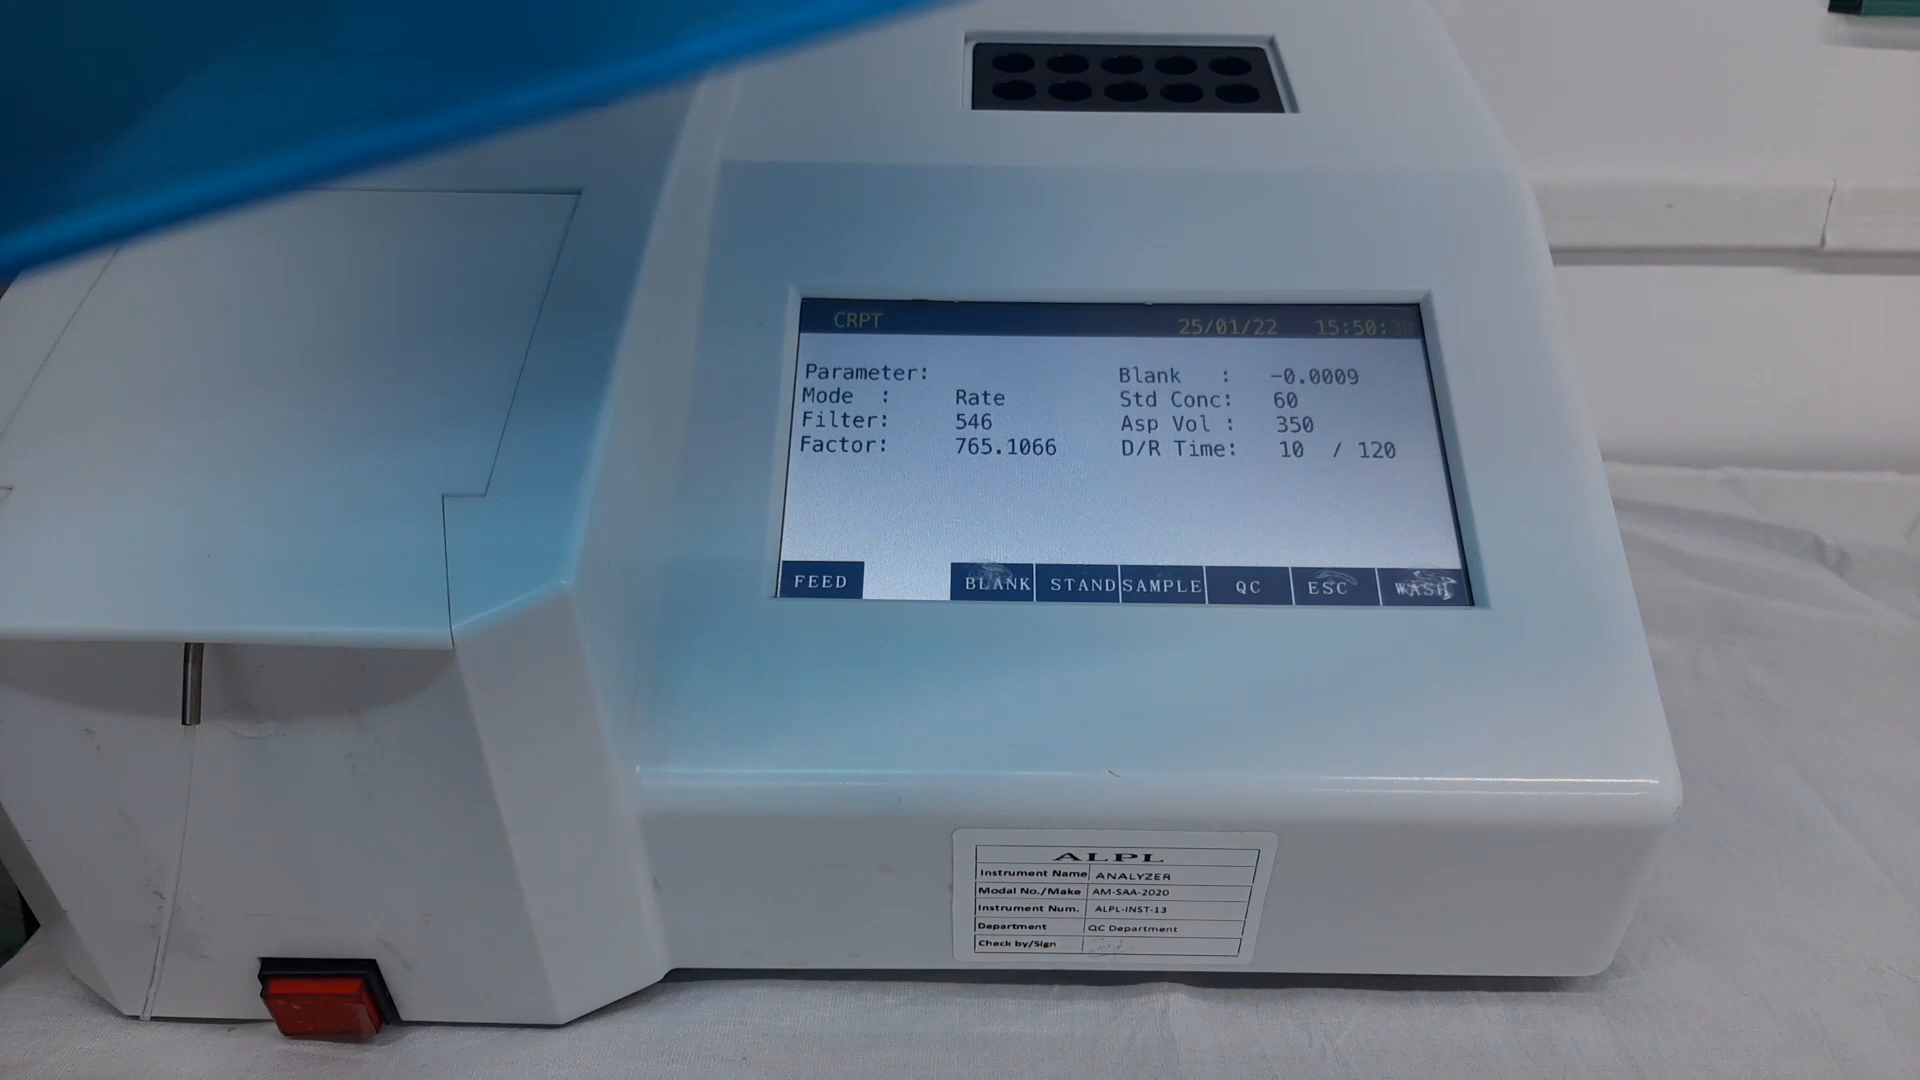 CRPT 25/01/22 15:50:
Parameter: Blank : -0.0009
Mode : Rate Std Conc: 60
Filter: 546 Asp Vol : 350
Factor: 765.1066 D/R Time: 10 / 120
FEED BLANK STAND SAMPLE QC ESC WASH
ALPL
Instrument Name ANALYZER
Modal No./Make AM-SAA-2020
Instrument Num. ALPL-INST-13
Department QC Department
Check by/Sign